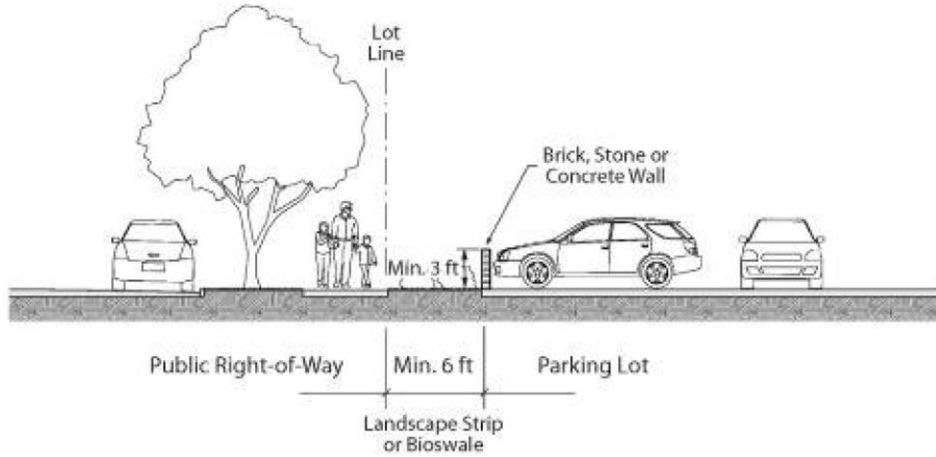 Lot
Line
Brick, Stone or
Concrete Wall
Min. 3 ft
Public Right-of-Way
Min. 6 ft
Parking Lot
Landscape Strip
or Bioswale